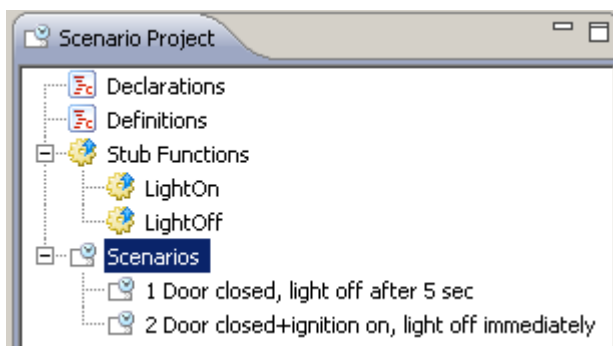 Scenario Project
Declarations
Definitions
Stub Functions
LightOn
LightOff
Scenarios
1 Door closed, light off after 5 sec
2 Door closed+ignition on, light off immediately